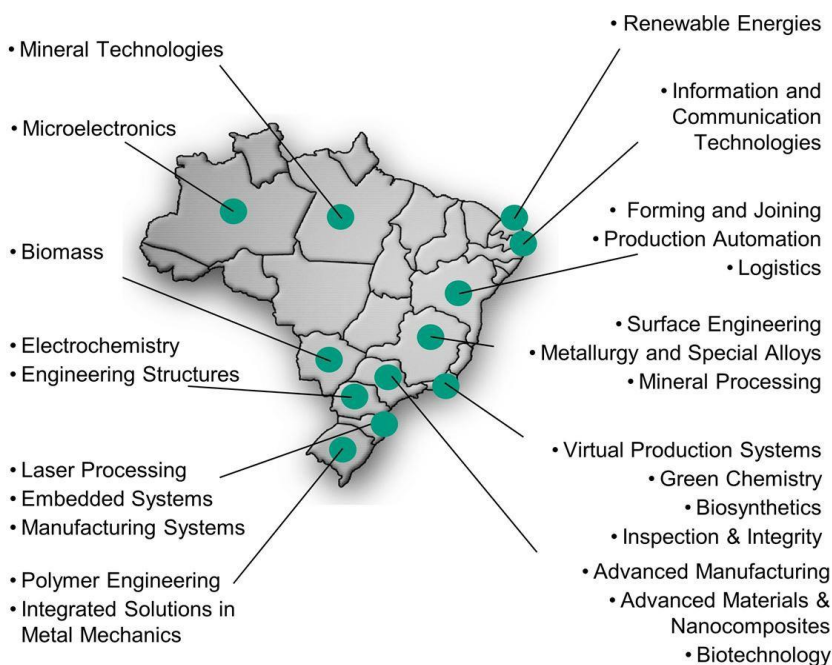 • Mineral Technologies
• Microelectronics
• Biomass
• Electrochemistry
• Engineering Structures
• Laser Processing
• Embedded Systems
• Manufacturing Systems
• Polymer Engineering
• Integrated Solutions in
Metal Mechanics
• Renewable Energies
• Information and
Communication
Technologies
• Forming and Joining
• Production Automation
• Logistics
• Surface Engineering
• Metallurgy and Special Alloys
• Mineral Processing
• Virtual Production Systems
• Green Chemistry
• Biosynthetics
• Inspection & Integrity
• Advanced Manufacturing
• Advanced Materials &
Nanocomposites
• Biotechnology